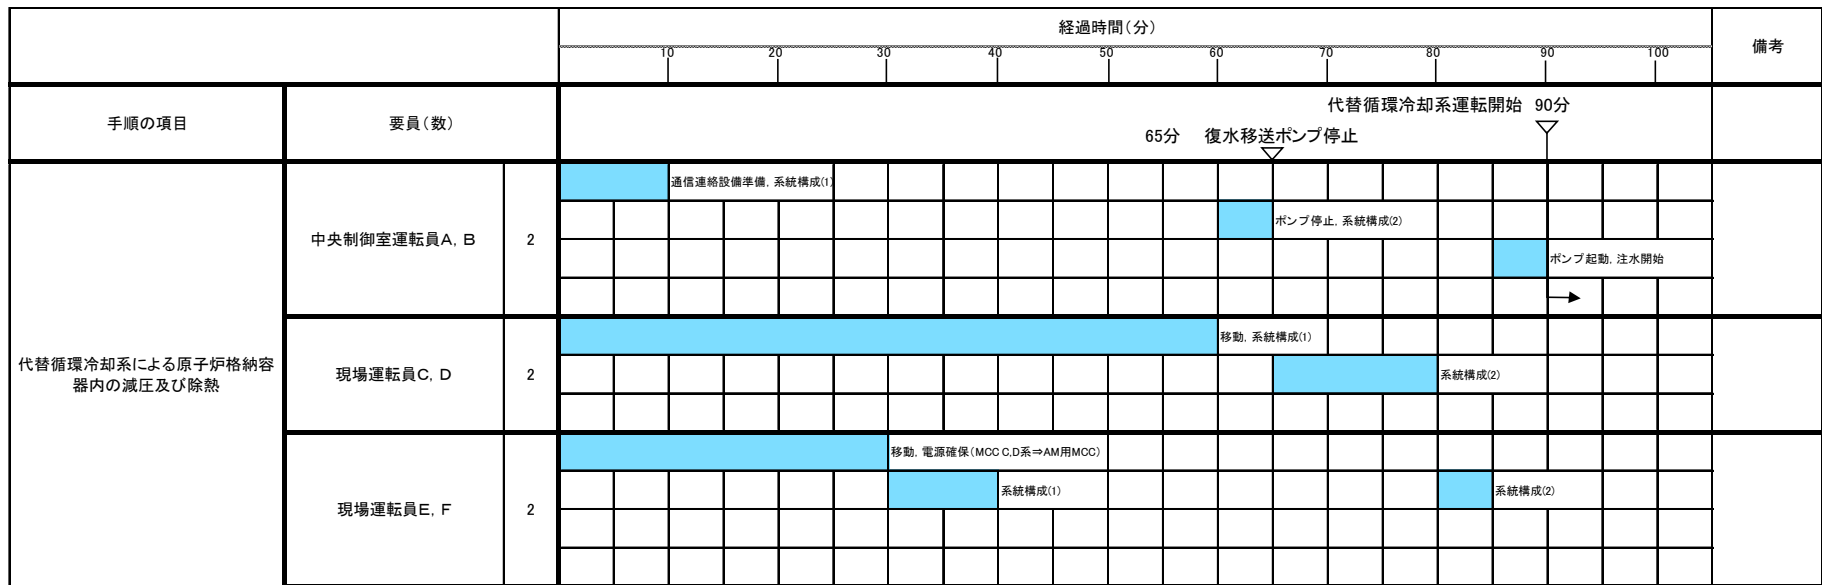 経過時間(分)
備考
10 20 30 40 50 60 70 80 90 100
手順の項目
要員(数)
代替循環冷却系運転開始 90分
65分 復水移送ポンプ停止
代替循環冷却系による原子炉格納容
器内の減圧及び除熱
中央制御室運転員A, B
2
通信連絡設備準備, 系統構成(1)
ポンプ停止, 系統構成(2)
ポンプ起動, 注水開始
現場運転員C, D
2
移動, 系統構成(1)
系統構成(2)
現場運転員E, F
2
移動, 電源確保(MCC C,D系⇒AM用MCC)
系統構成(1)
系統構成(2)